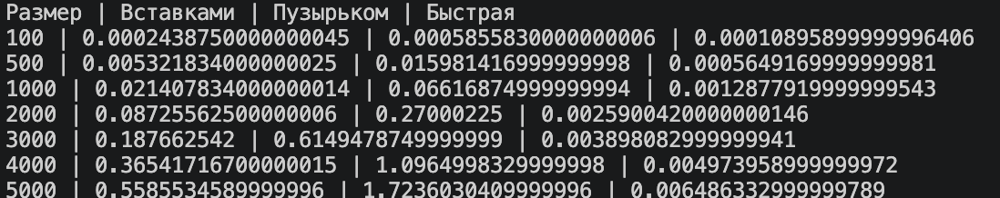 Размер | Вставками | Пузырьком | Быстрая
100 | 0.0002438750000000045 | 0.0005855830000000006 | 0.00010895899999996406
500 | 0.005321834000000025 | 0.015981416999999998 | 0.0005649169999999981
1000 | 0.021407834000000014 | 0.06616874999999994 | 0.0012877919999999543
2000 | 0.08725562500000006 | 0.27000225 | 0.0025900420000000146
3000 | 0.187662542 | 0.6149478749999999 | 0.003898082999999941
4000 | 0.36541716700000015 | 1.0964998329999998 | 0.004973958999999972
5000 | 0.5585534589999996 | 1.7236030409999996 | 0.006486332999999789